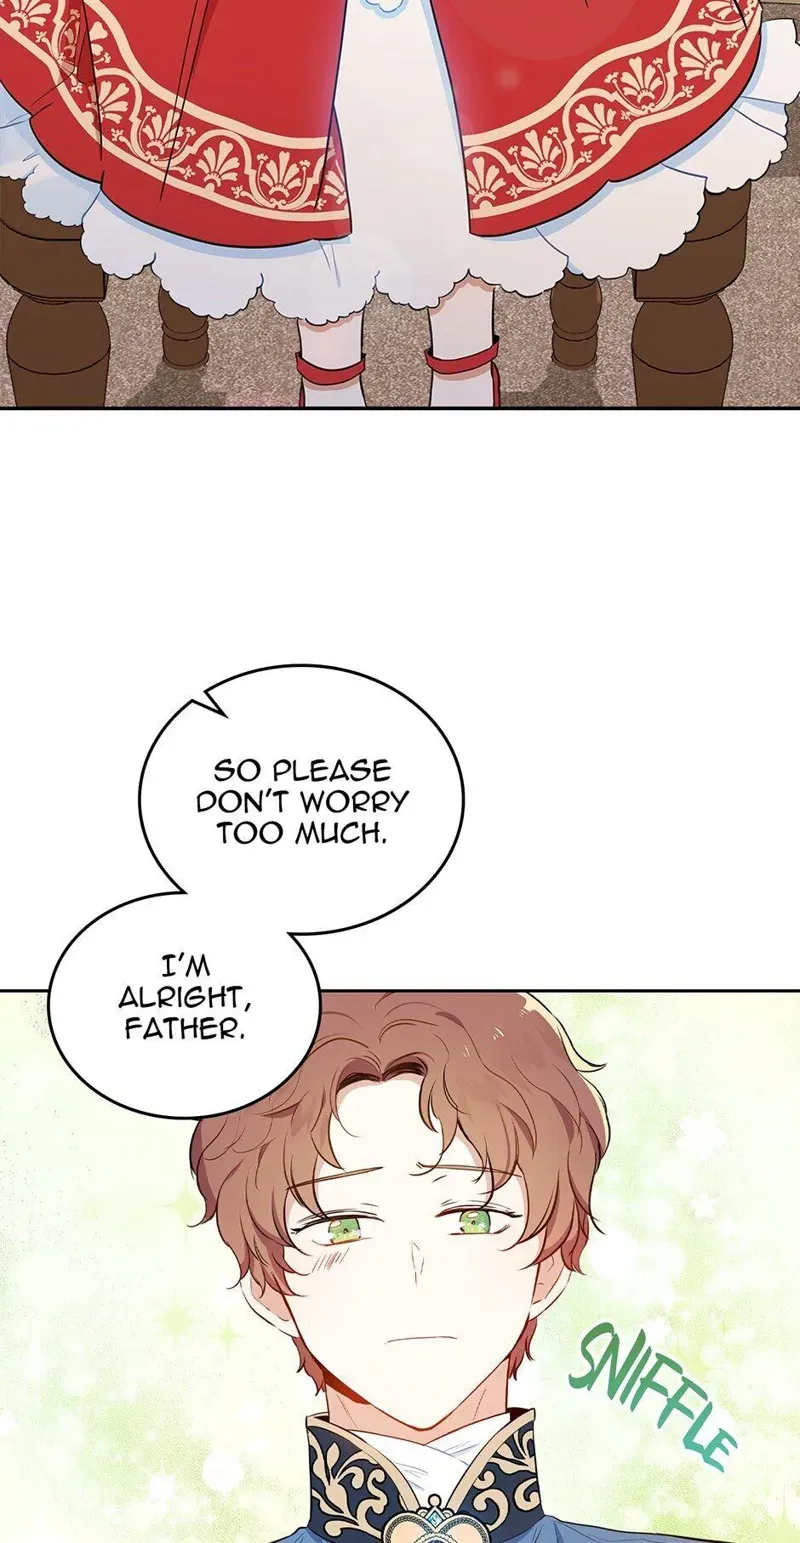 SO PLEASE
DON'T WORRY
TOO MUCH.
I'M
ALRIGHT,
FATHER.
SNIFFLE